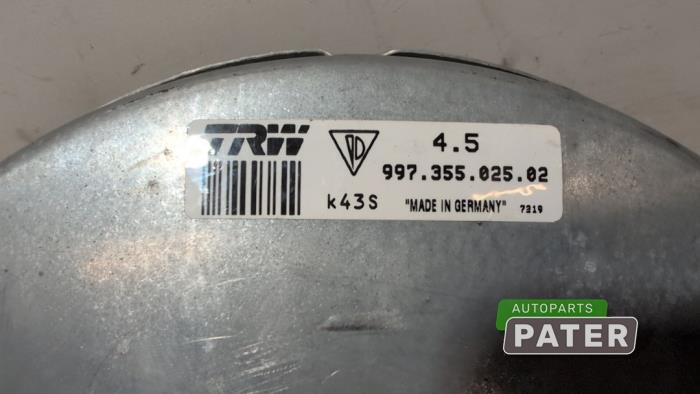 TRW
4.5
997.355.025.02
k43S
"MADE IN GERMANY" 7219
AUTOPARTS
PATER